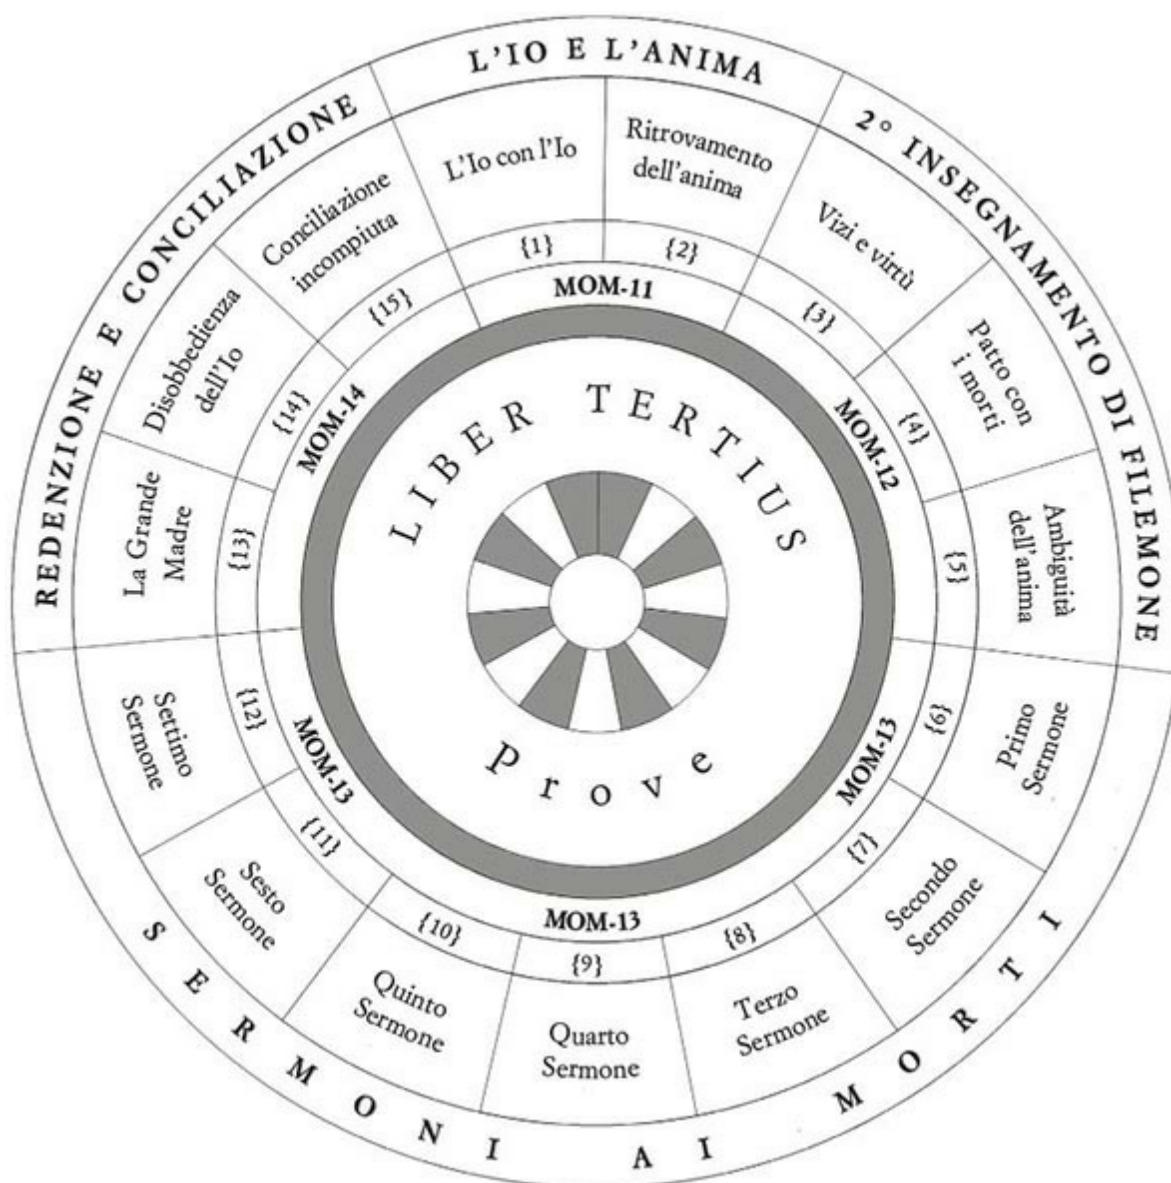 L'IO E L'ANIMA
2° INSEGNAMENTO DI FILEMONE
SERMONI AI MORTI
REDENZIONE E CONCILIAZIONE
L'Io con l'Io
Ritrovamento
dell'anima
Vizi e virtù
Patto con
i morti
Ambiguità
dell'anima
Primo
Sermone
Secondo
Sermone
Terzo
Sermone
Quarto
Sermone
Quinto
Sermone
Sesto
Sermone
Settimo
Sermone
La Grande
Madre
Disobbedienza
dell'Io
Conciliazione
incompiuta
{1}
{2}
{3}
{4}
{5}
{6}
{7}
{8}
{9}
{10}
{11}
{12}
{13}
{14}
{15}
MOM-11
MOM-12
MOM-13
MOM-13
MOM-13
MOM-14
LIBER TERTIUS
Prove